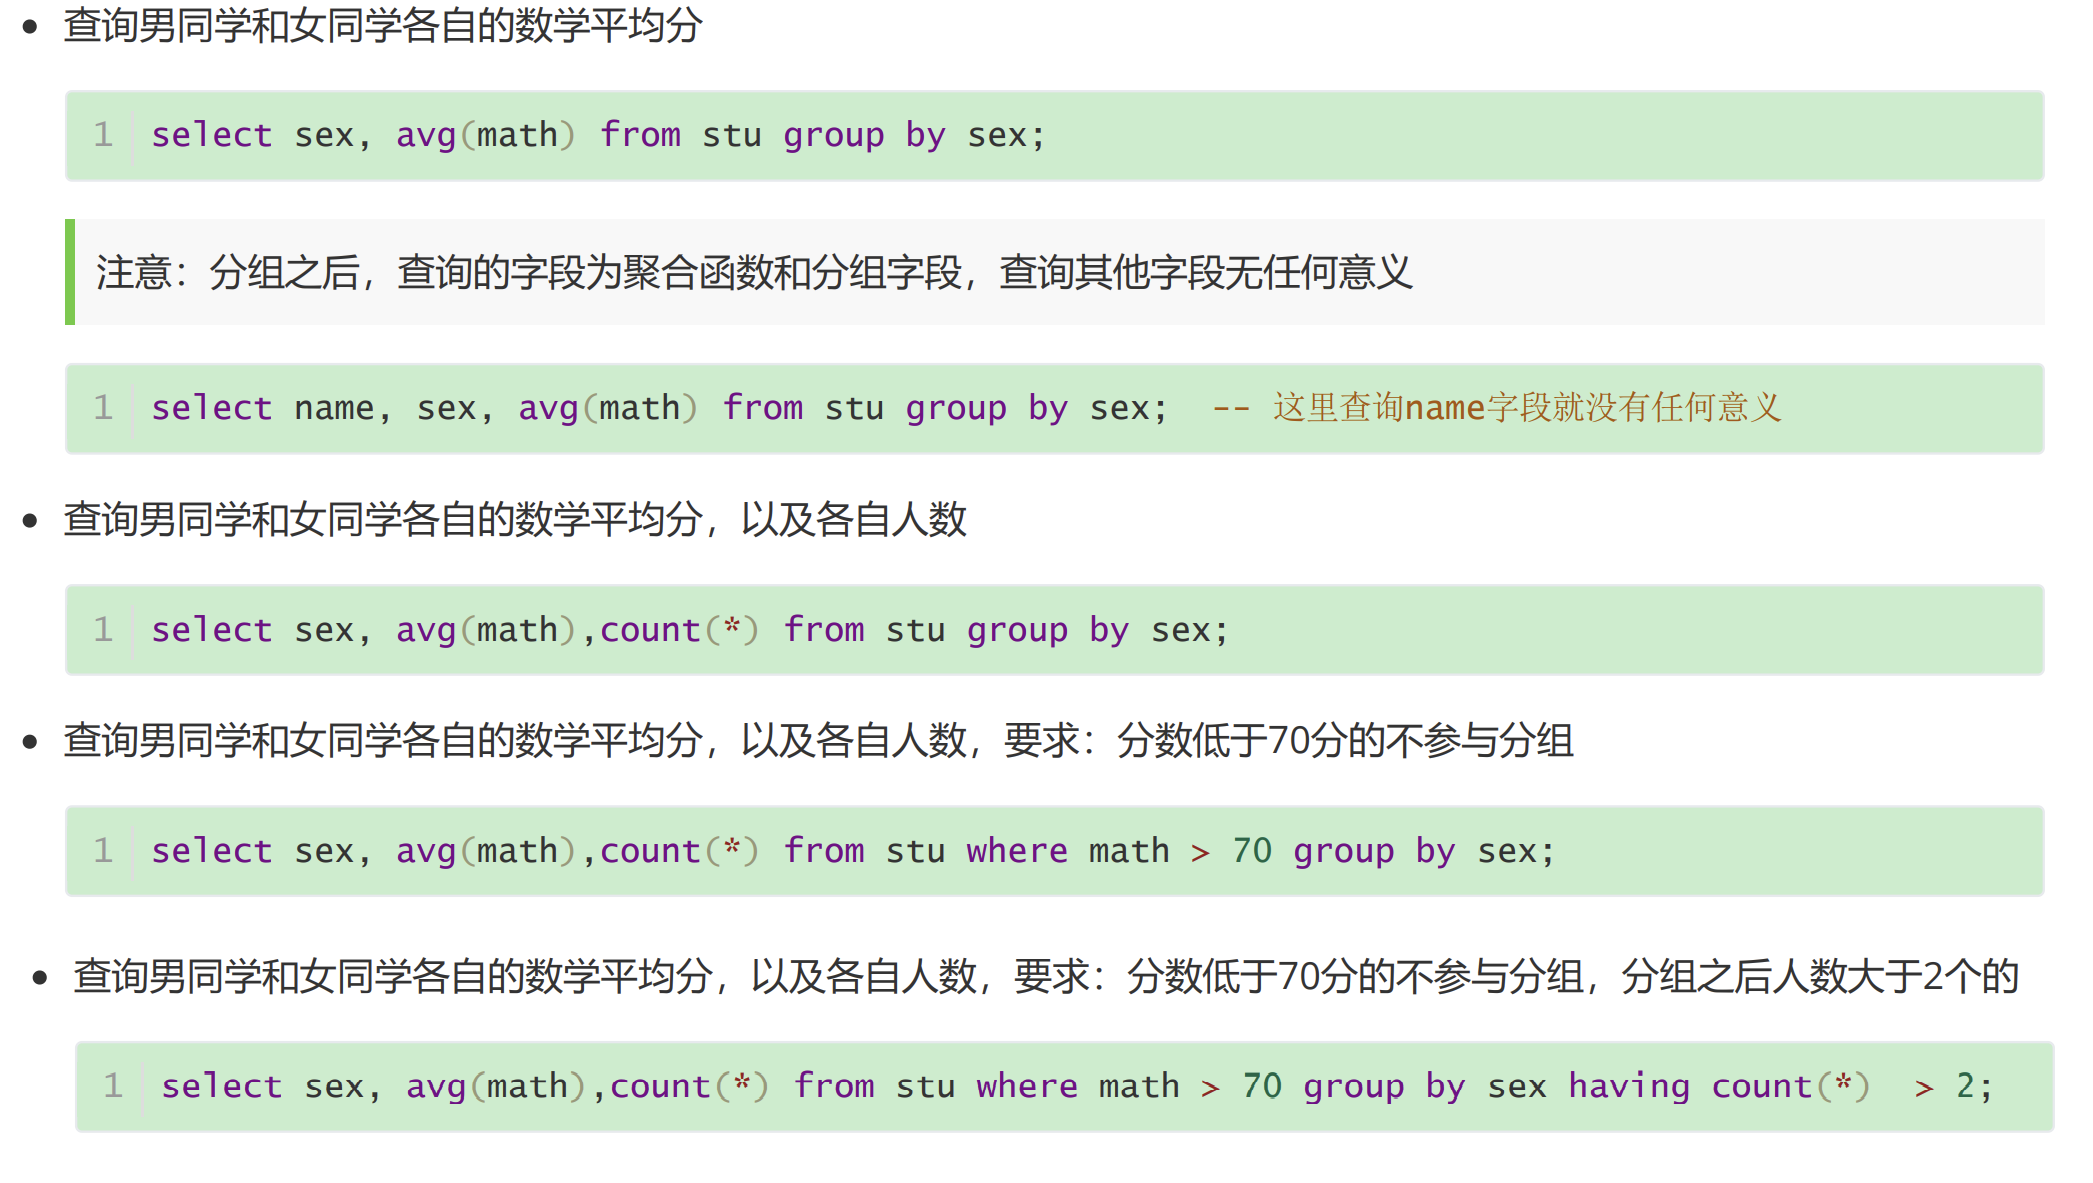 查询男同学和女同学各自的数学平均分
1 select sex, avg(math) from stu group by sex;
注意：分组之后，查询的字段为聚合函数和分组字段，查询其他字段无任何意义
1 select name, sex, avg(math) from stu group by sex;  -- 这里查询name字段就没有任何意义
查询男同学和女同学各自的数学平均分，以及各自人数
1 select sex, avg(math),count(*) from stu group by sex;
查询男同学和女同学各自的数学平均分，以及各自人数，要求：分数低于70分的不参与分组
1 select sex, avg(math),count(*) from stu where math > 70 group by sex;
查询男同学和女同学各自的数学平均分，以及各自人数，要求：分数低于70分的不参与分组，分组之后人数大于2个的
1 select sex, avg(math),count(*) from stu where math > 70 group by sex having count(*)  > 2;